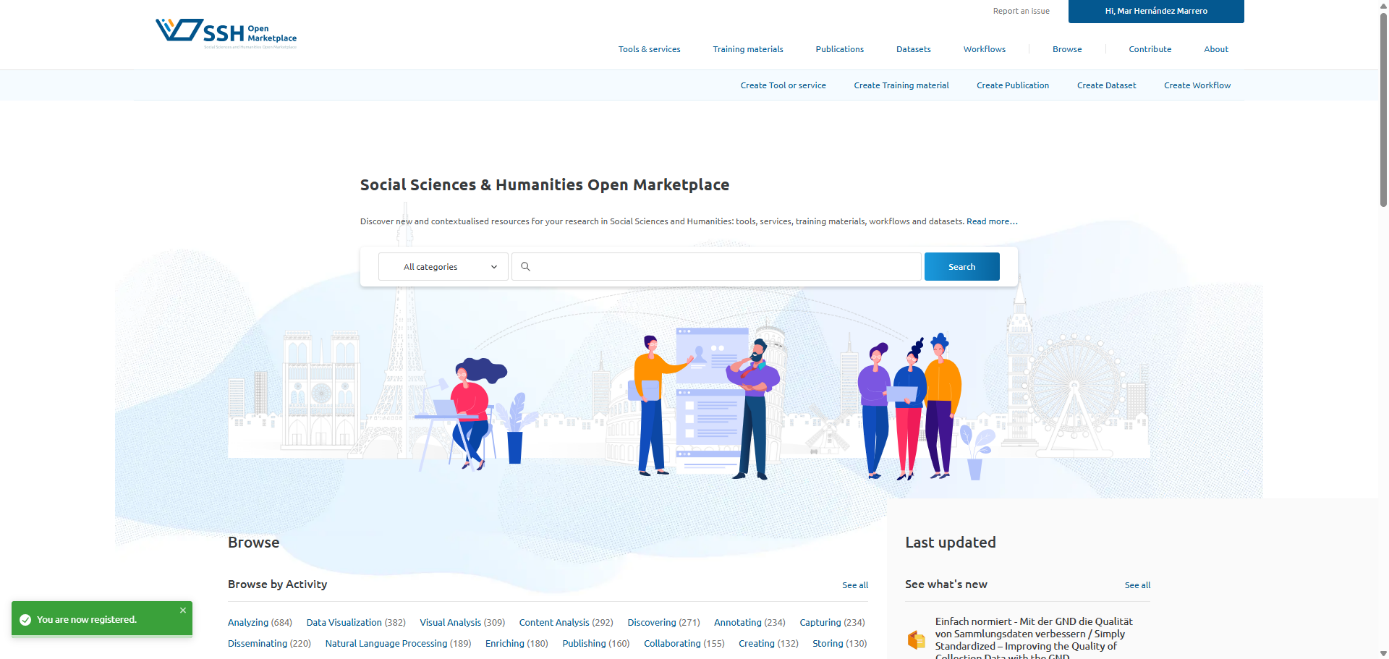 Report an issue
Hi, Mar Hernández Marrero
SSH Open Marketplace
Social Sciences and Humanities Open Marketplace
Tools & services Training materials Publications Datasets Workflows Browse Contribute About
Create Tool or service Create Training material Create Publication Create Dataset Create Workflow
Social Sciences & Humanities Open Marketplace
Discover new and contextualised resources for your research in Social Sciences and Humanities: tools, services, training materials, workflows and datasets. Read more…
All categories
Search
Browse
Browse by Activity See all
Analyzing (684) Data Visualization (382) Visual Analysis (309) Content Analysis (292) Discovering (271) Annotating (234) Capturing (234)
Disseminating (220) Natural Language Processing (189) Enriching (180) Publishing (160) Collaborating (155) Creating (132) Storing (130)
Last updated
See what's new See all
Einfach normiert - Mit der GND die Qualität
von Sammlungsdaten verbessern / Simply
Standardized – Improving the Quality of
Collection Data with the GND
You are now registered.